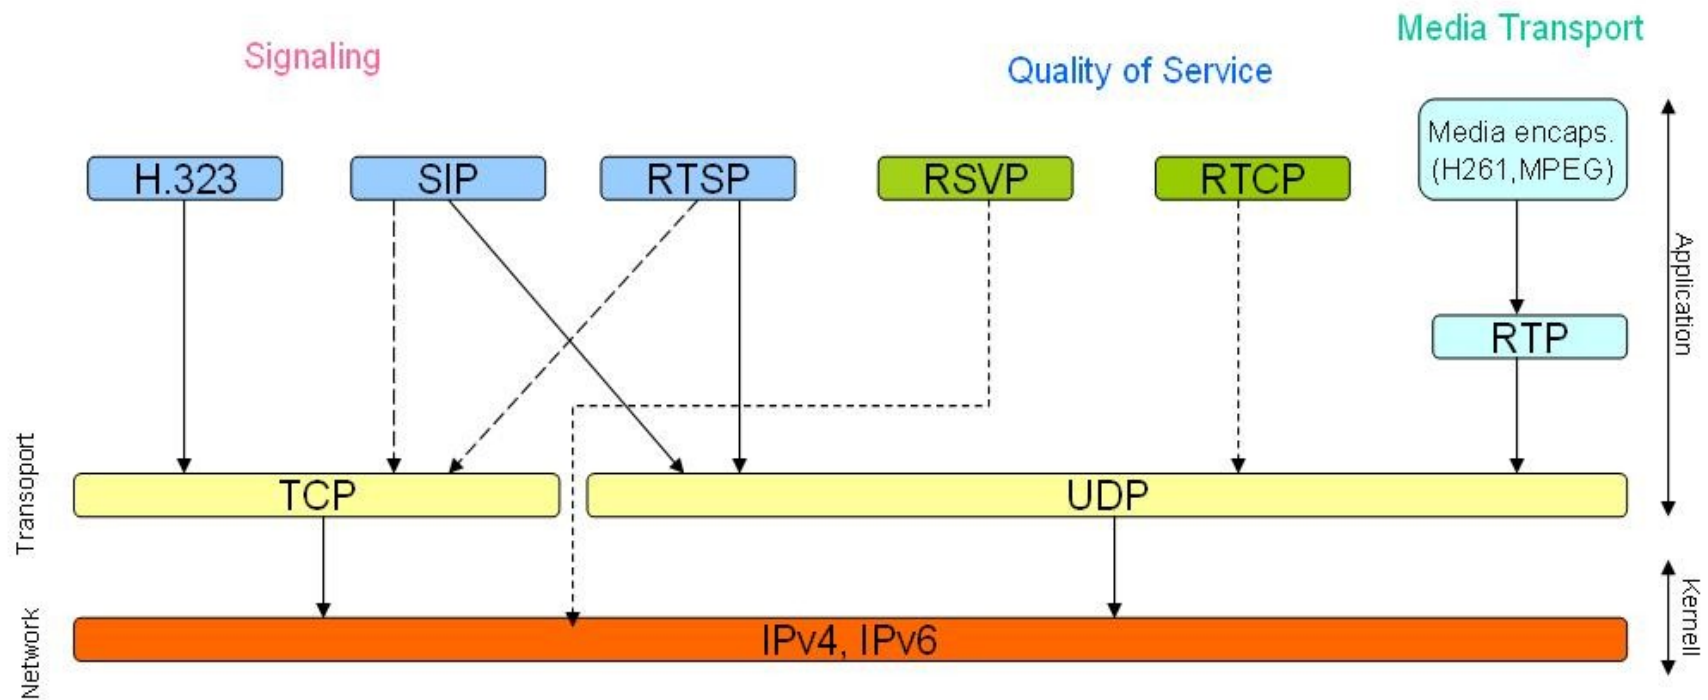 Signaling
Quality of Service
Media Transport
H.323
SIP
RTSP
RSVP
RTCP
Media encaps.
(H261,MPEG)
RTP
Application
TCP
UDP
Transoport
IPv4, IPv6
Network
Kernell